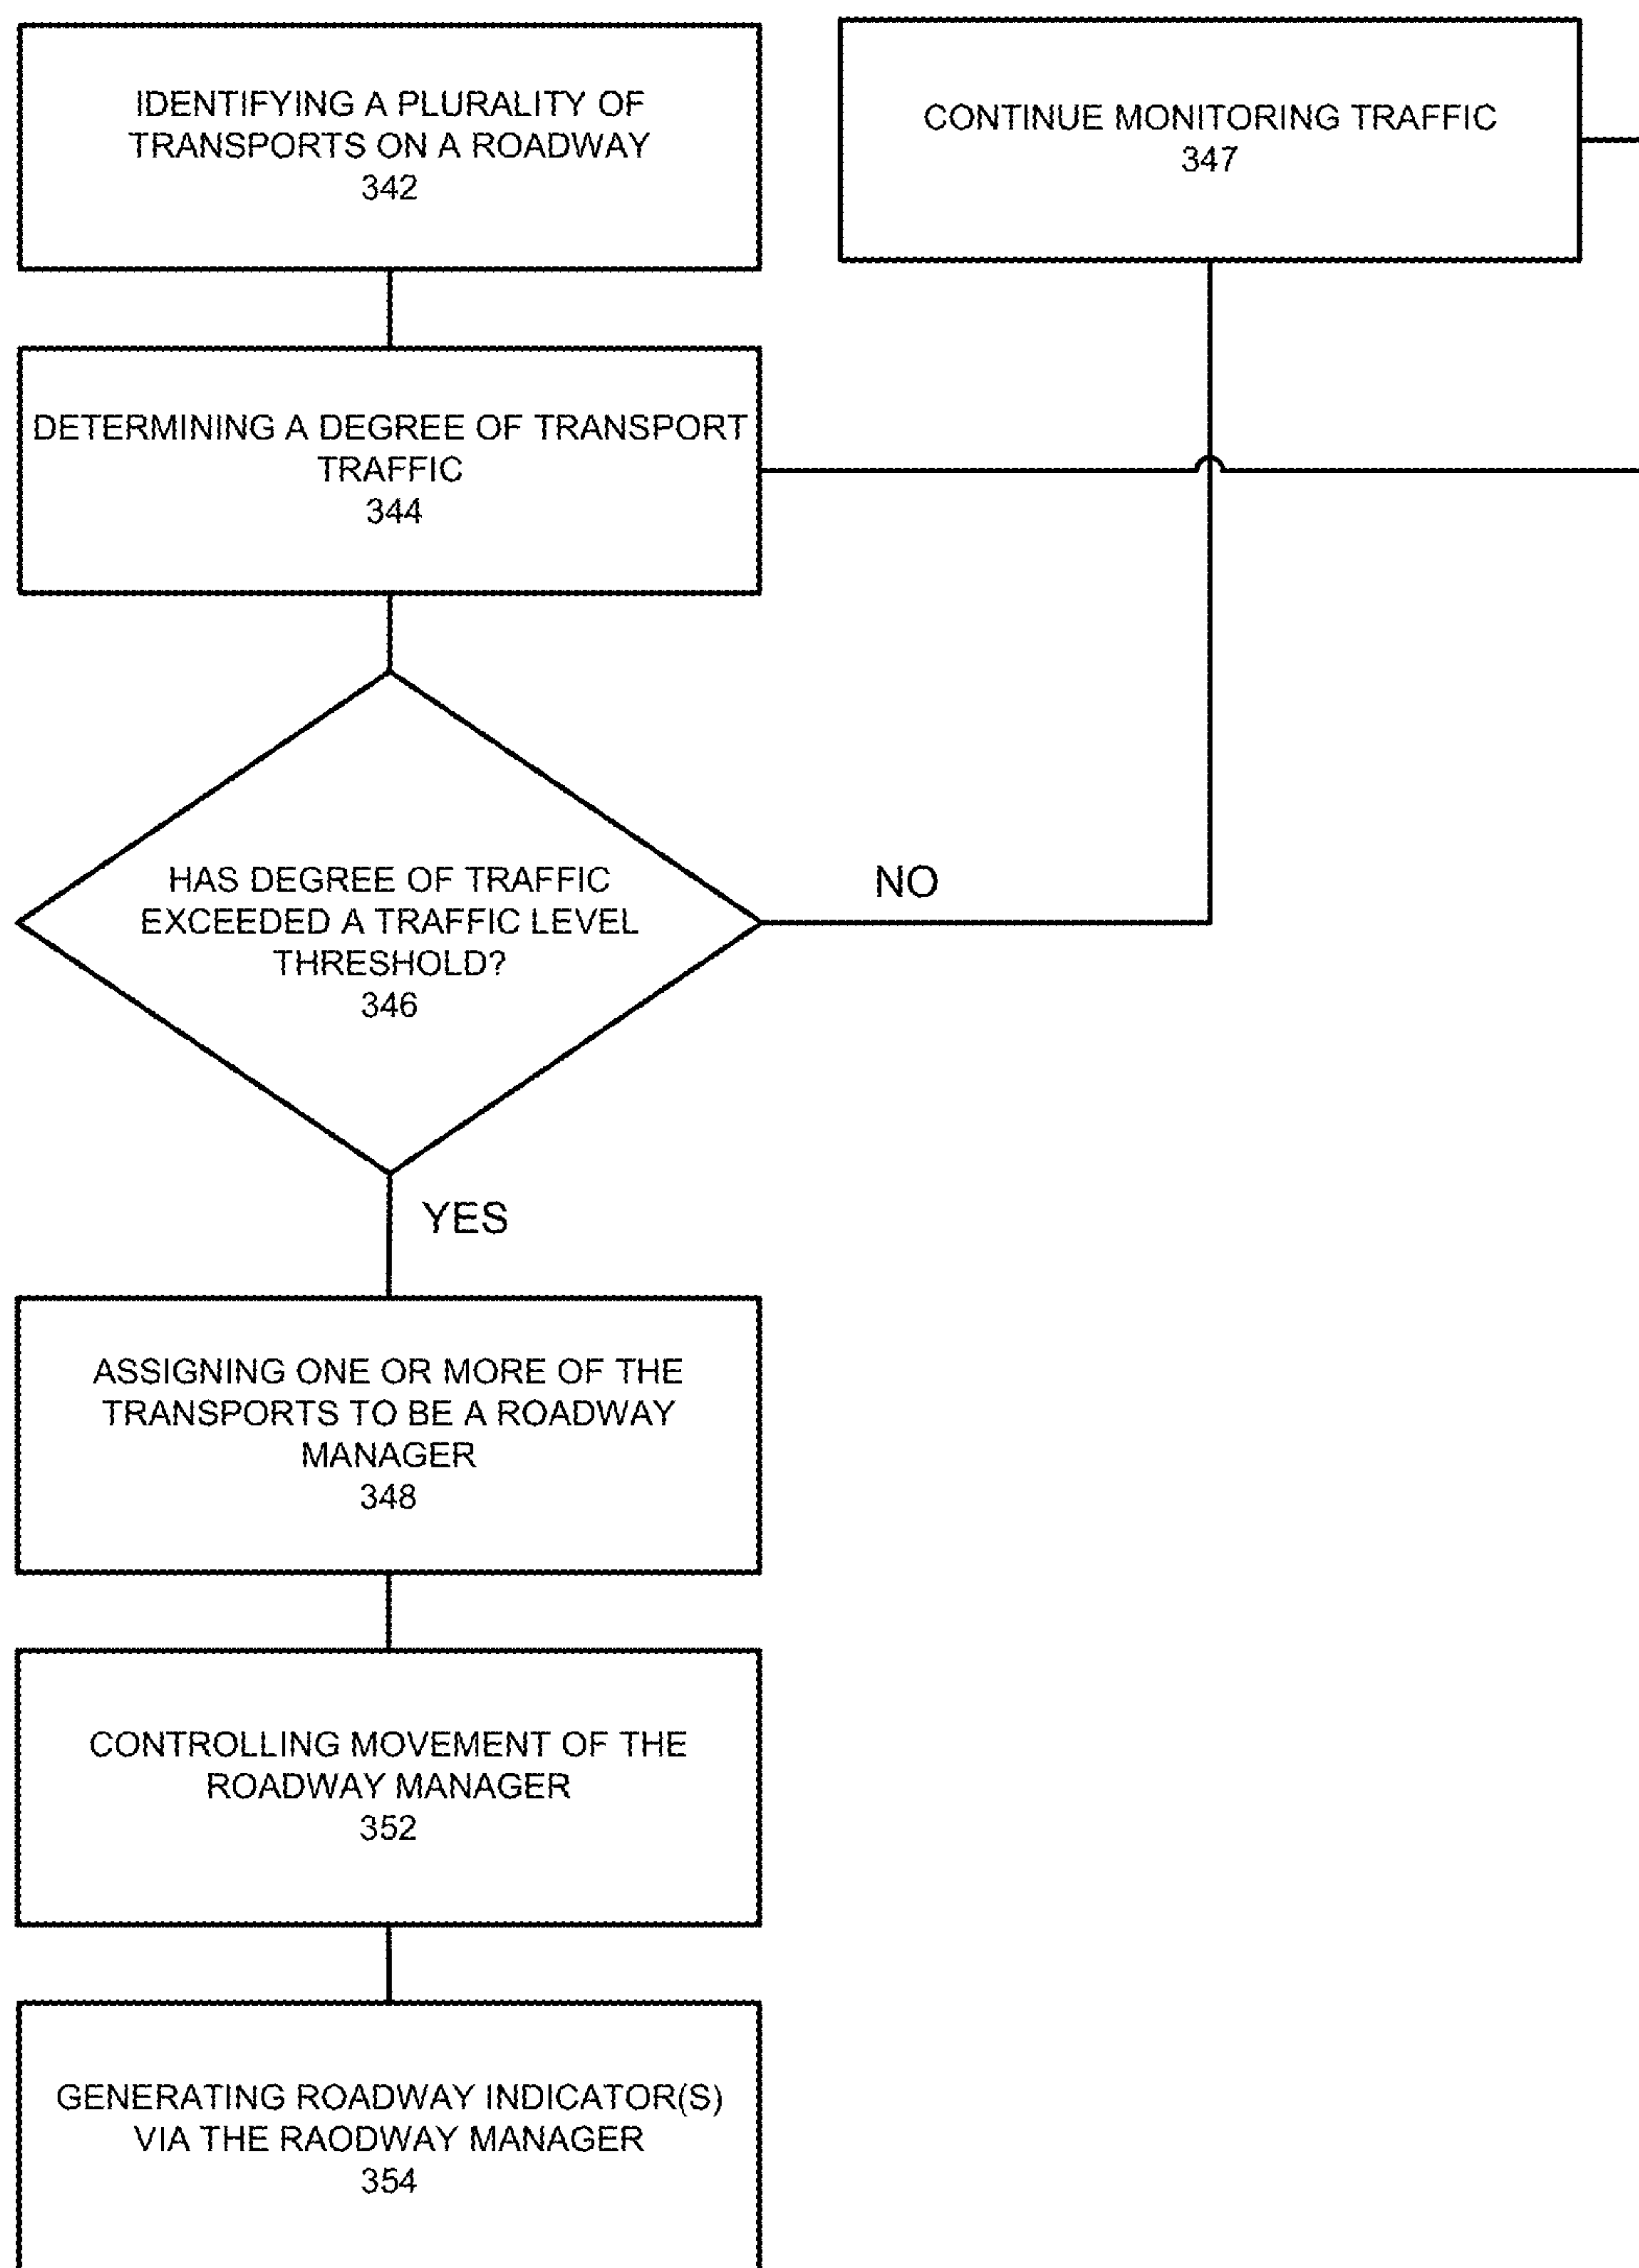 IDENTIFYING A PLURALITY OF
TRANSPORTS ON A ROADWAY
342
CONTINUE MONITORING TRAFFIC
347
DETERMINING A DEGREE OF TRANSPORT
TRAFFIC
344
HAS DEGREE OF TRAFFIC
EXCEEDED A TRAFFIC LEVEL
THRESHOLD?
346
NO
YES
ASSIGNING ONE OR MORE OF THE
TRANSPORTS TO BE A ROADWAY
MANAGER
348
CONTROLLING MOVEMENT OF THE
ROADWAY MANAGER
352
GENERATING ROADWAY INDICATOR(S)
VIA THE RAODWAY MANAGER
354